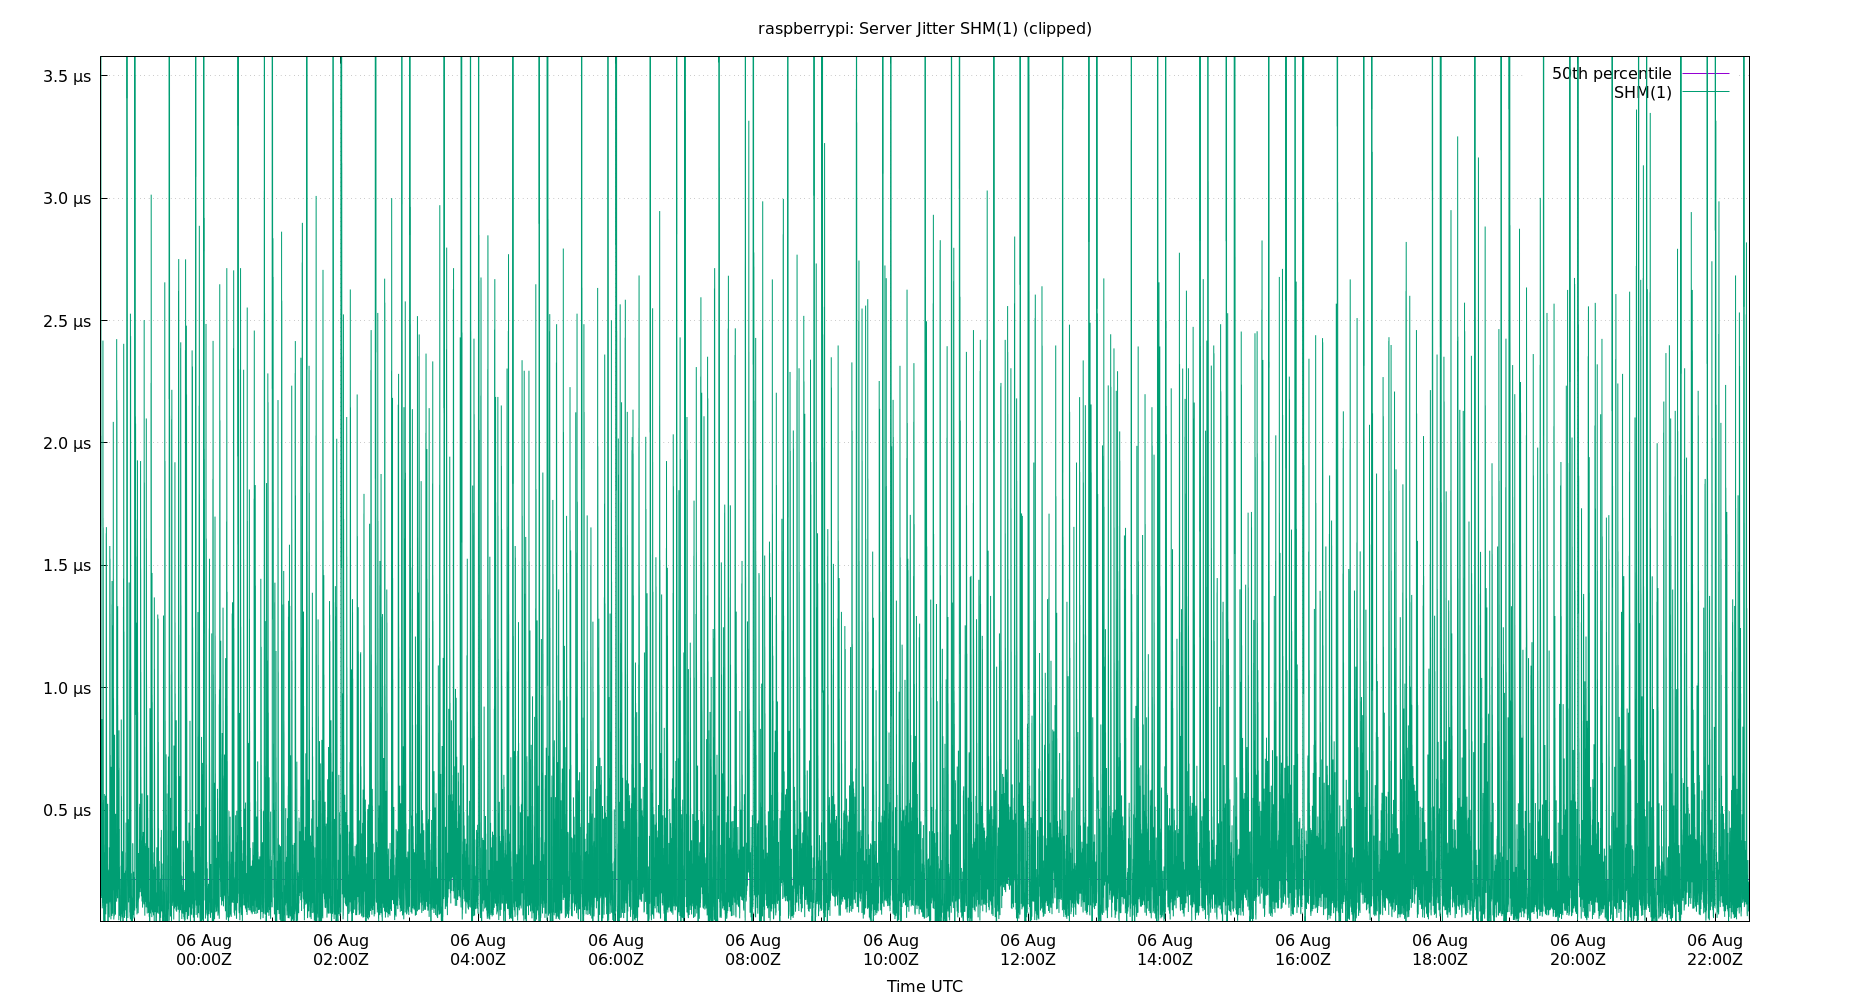 raspberrypi: Server Jitter SHM(1) (clipped)
3.5 µs
50th percentile
SHM(1)
3.0 µs
2.5 µs
2.0 µs
1.5 µs
1.0 µs
0.5 µs
06 Aug 06 Aug 06 Aug 06 Aug 06 Aug 06 Aug 06 Aug 06 Aug 06 Aug 06 Aug 06 Aug 06 Aug
00:00Z 02:00Z 04:00Z 06:00Z 08:00Z 10:00Z 12:00Z 14:00Z 16:00Z 18:00Z 20:00Z 22:00Z
Time UTC